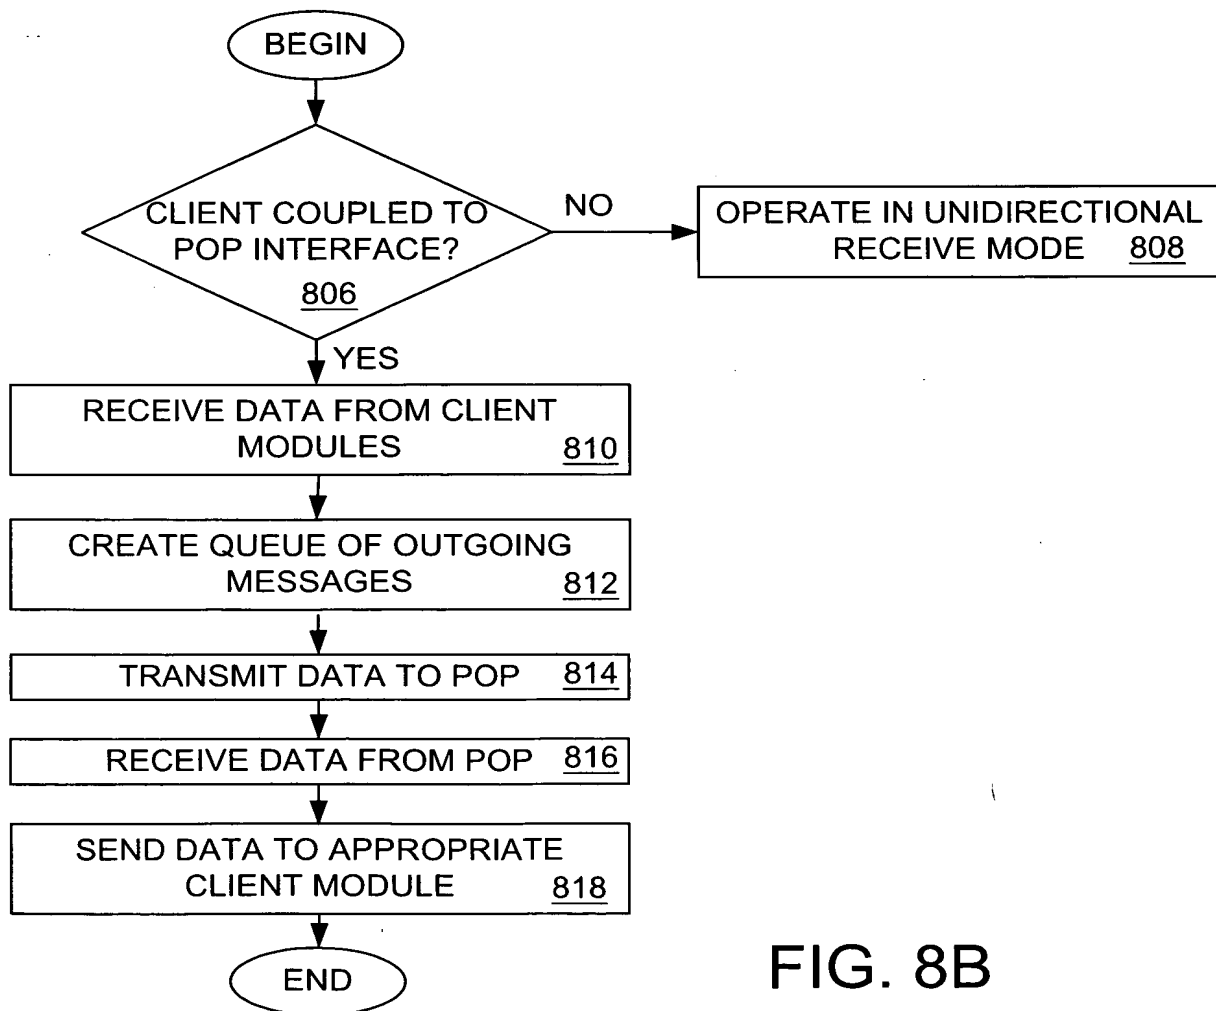 BEGIN
CLIENT COUPLED TO
POP INTERFACE?
806
NO
OPERATE IN UNIDIRECTIONAL
RECEIVE MODE 808
YES
RECEIVE DATA FROM CLIENT
MODULES 810
CREATE QUEUE OF OUTGOING
MESSAGES 812
TRANSMIT DATA TO POP 814
RECEIVE DATA FROM POP 816
SEND DATA TO APPROPRIATE
CLIENT MODULE 818
END
FIG. 8B